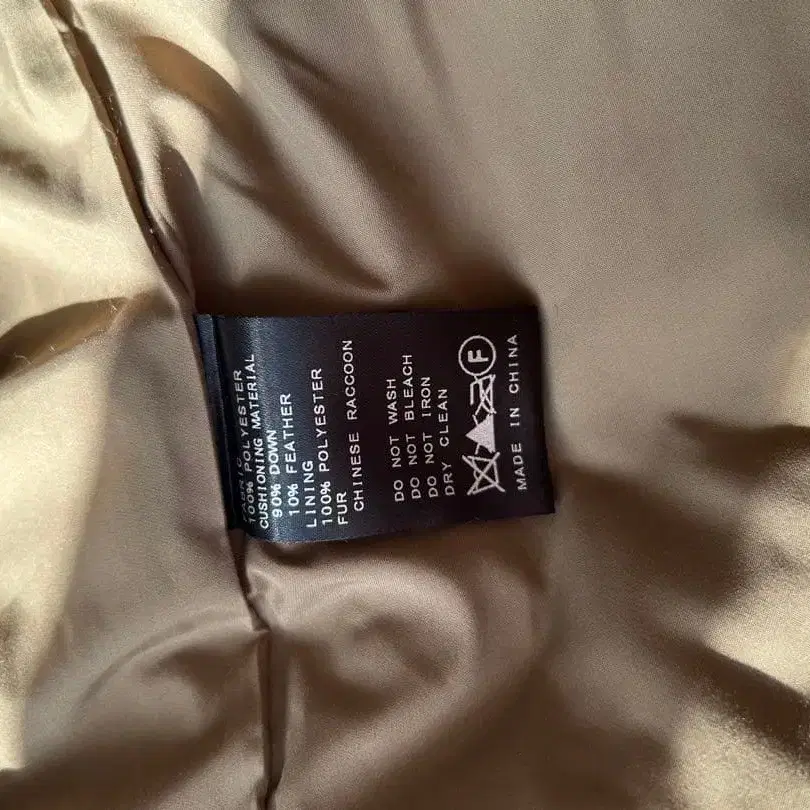 FABRIC
100% POLYESTER
CUSHIONING MATERIAL
90% DOWN
10% FEATHER
LINING
100% POLYESTER
FUR
CHINESE RACCOON
DO NOT WASH
DO NOT BLEACH
DO NOT IRON
DRY CLEAN
F
MADE IN CHINA